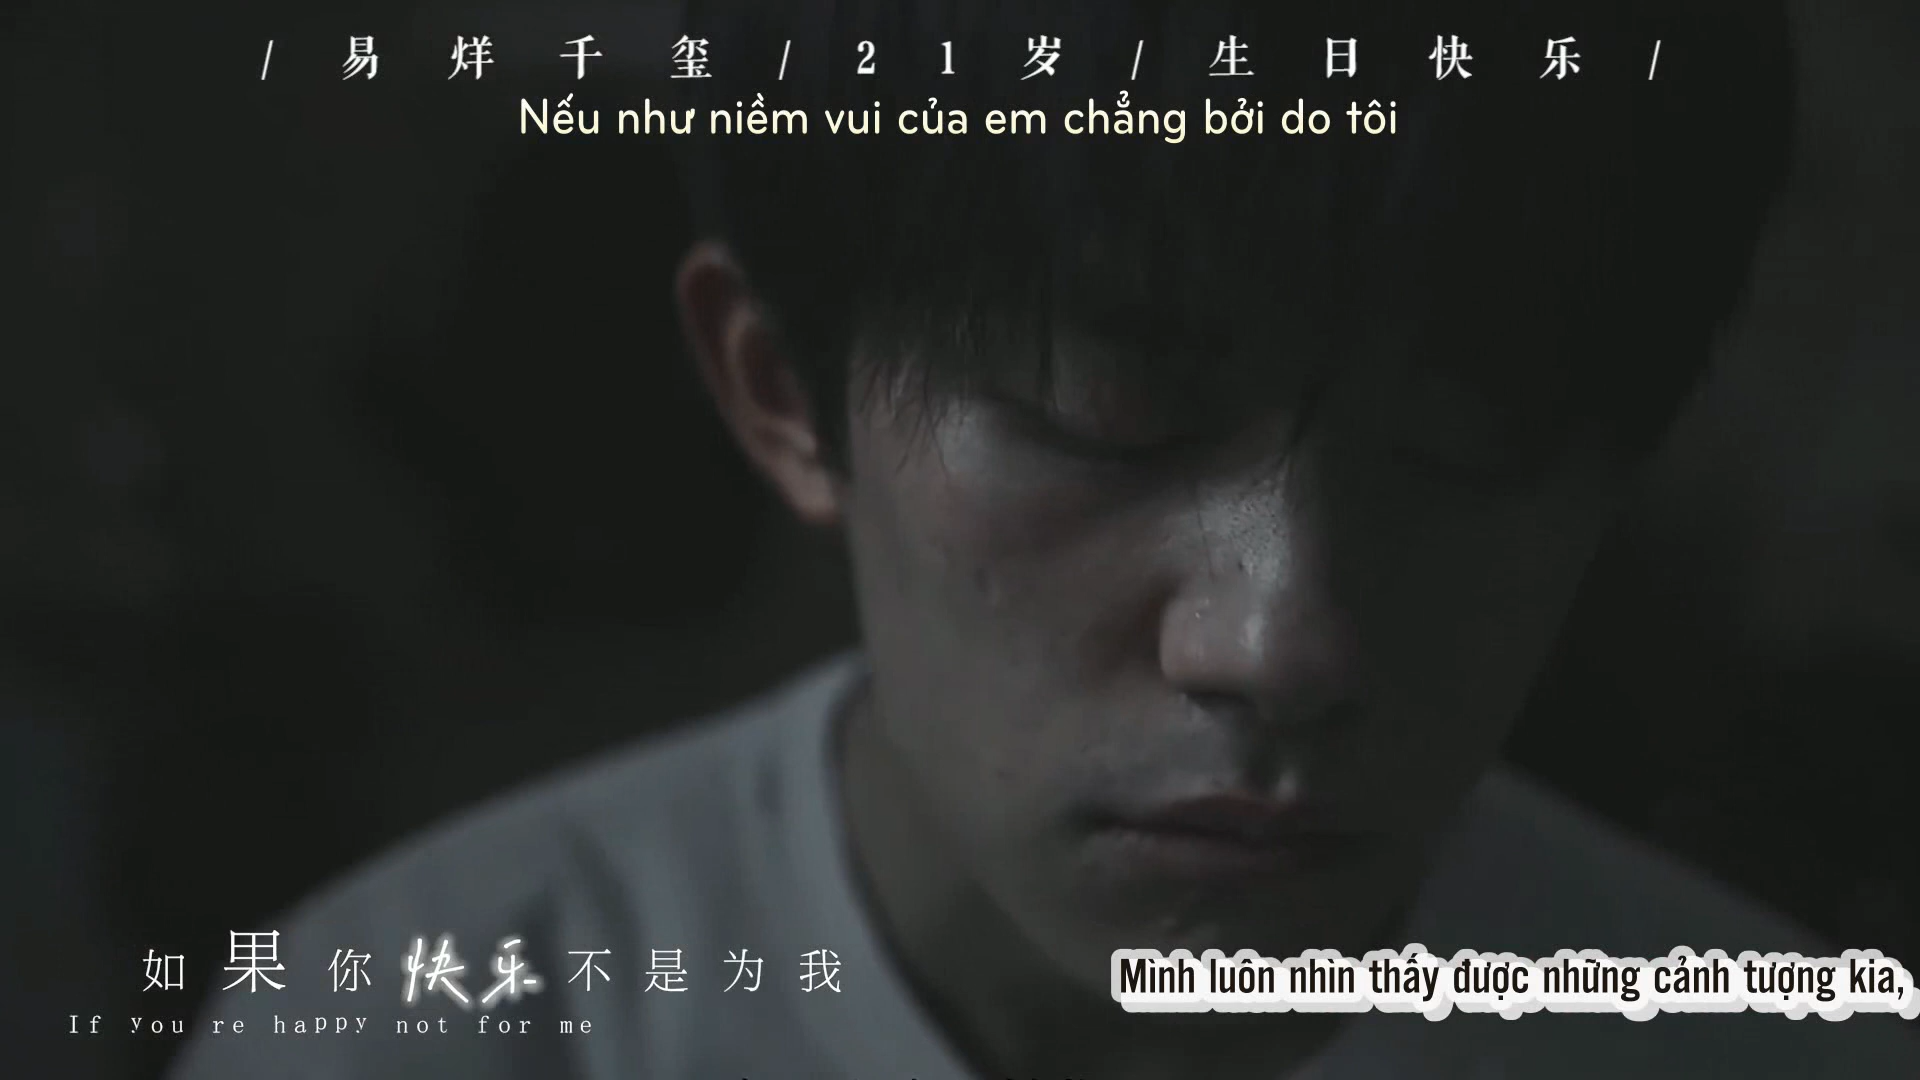 / 易烊千玺 / 21岁 / 生日快乐 /
Nếu như niềm vui của em chẳng bởi do tôi
如果你快乐不是为我
If you re happy not for me
Mình luôn nhìn thấy được những cảnh tượng kia,